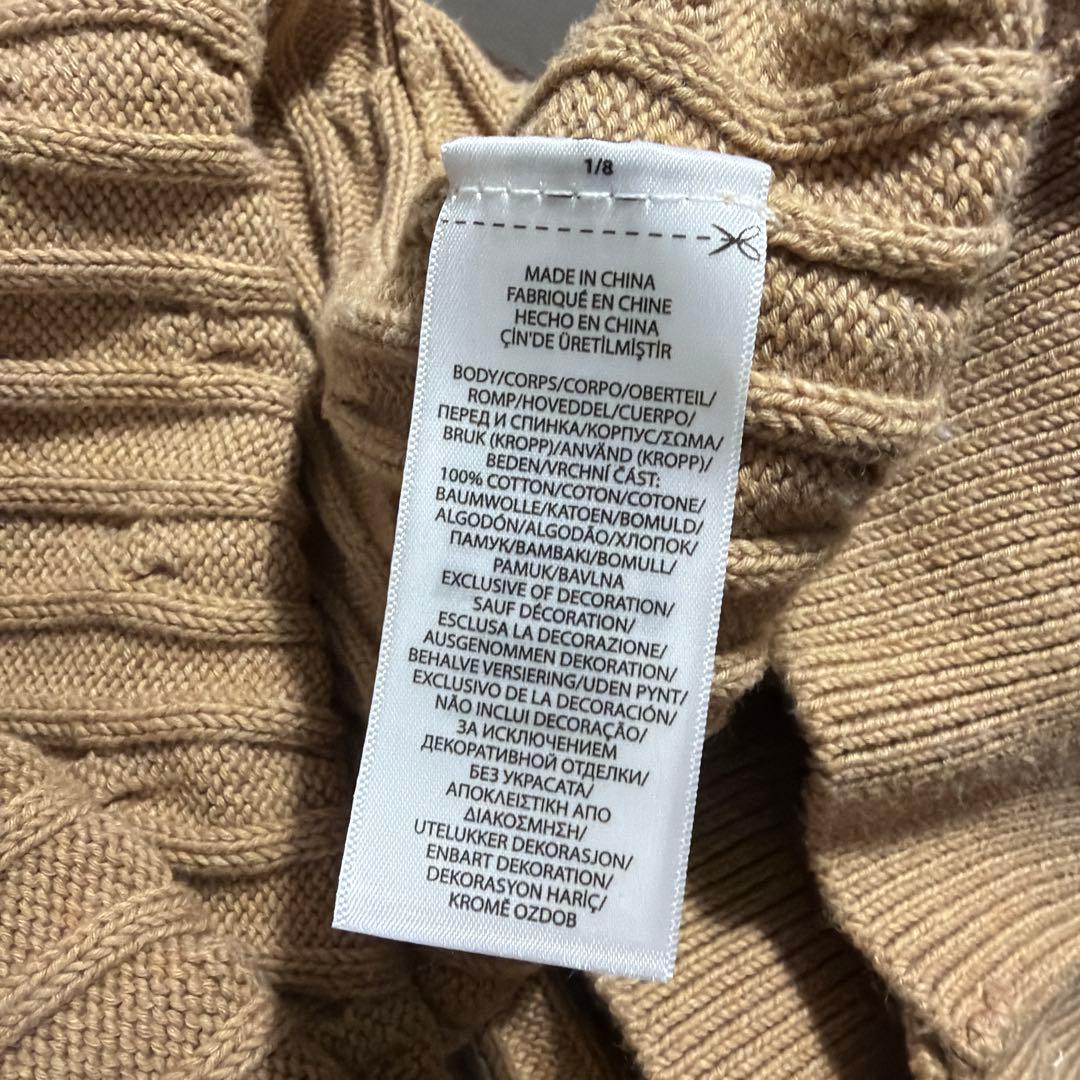 1/8
MADE IN CHINA
FABRIQUÉ EN CHINE
HECHO EN CHINA
ÇİN'DE ÜRETİLMİŞTİR
BODY/CORPS/CORPO/OBERTEIL/
ROMP/HOVEDDEL/CUERPO/
ПЕРЕД И СПИНКА/КОРПУС/ΣΩΜΑ/
BRUK (KROPP)/ANVÄND (KROPP)/
BEDEN/VRCHNÍ ČÁST:
100% COTTON/COTON/COTONE/
BAUMWOLLE/KATOEN/BOMULD/
ALGODÓN/ALGODÃO/ХЛОПОК/
ПАМУК/BAMBAKI/BOMULL/
PAMUK/BAVLNA
EXCLUSIVE OF DECORATION/
SAUF DÉCORATION/
ESCLUSA LA DECORAZIONE/
AUSGENOMMEN DEKORATION/
BEHALVE VERSIERING/UDEN PYNT/
EXCLUSIVO DE LA DECORACIÓN/
NÃO INCLUI DECORAÇÃO/
ЗА ИСКЛЮЧЕНИЕМ
ДЕКОРАТИВНОЙ ОТДЕЛКИ/
БЕЗ УКРАСАТА/
ΑΠΟΚΛΕΙΣΤΙΚΗ ΑΠΟ
ΔΙΑΚΟΣΜΗΣΗ/
UTELUKKER DEKORASJON/
ENBART DEKORATION/
DEKORASYON HARİÇ/
KROMĚ OZDOB